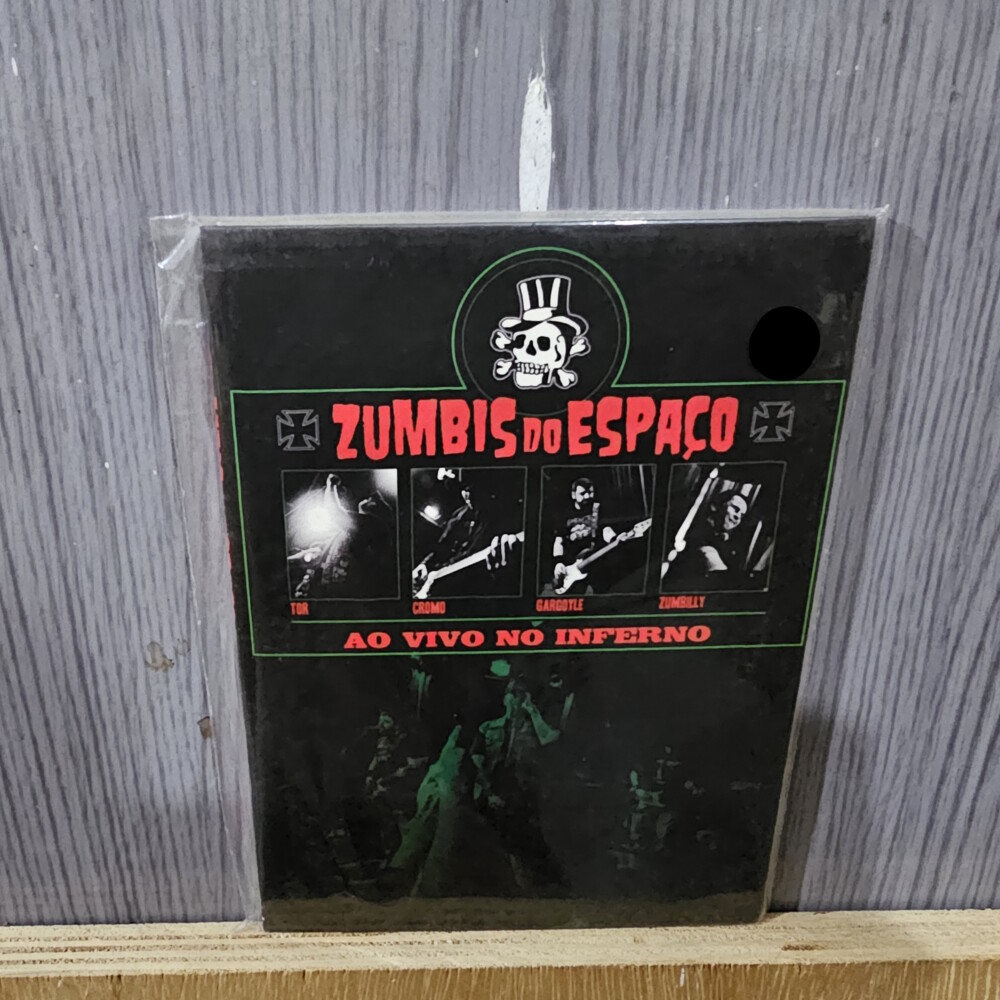 ZUMBIS DO ESPAÇO
TOR CROMO GARGOYLE ZUMBILLY
AO VIVO NO INFERNO